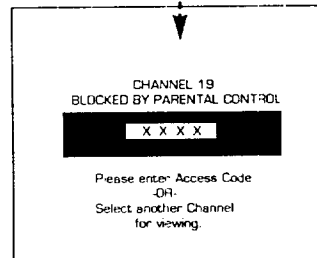 CHANNEL 19
BLOCKED BY PARENTAL CONTROL
X X X X
Please enter Access Code
-OR-
Select another Channel
for viewing.